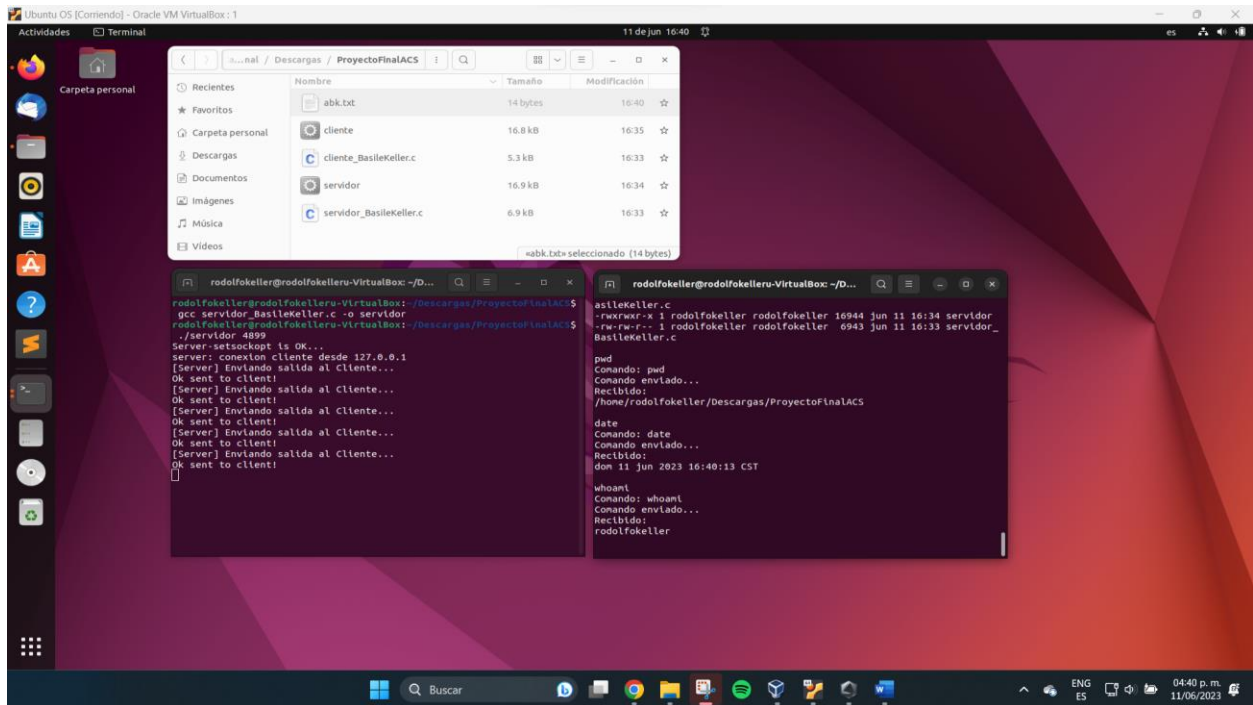 Ubuntu OS [Corriendo] - Oracle VM VirtualBox : 1
Actividades Terminal 11 de jun 16:40 es
Carpeta personal
a...nal / Descargas / ProyectoFinalACS
Recientes
Favoritos
Carpeta personal
Descargas
Documentos
Imágenes
Música
Vídeos
Nombre Tamaño Modificación
abk.txt 14 bytes 16:40
cliente 16.8 kB 16:35
cliente_BasileKeller.c 5.3 kB 16:33
servidor 16.9 kB 16:34
servidor_BasileKeller.c 6.9 kB 16:33
«abk.txt» seleccionado (14 bytes)
rodolfokeller@rodolfokelleru-VirtualBox: ~/D...
rodolfokeller@rodolfokelleru-VirtualBox:~/Descargas/ProyectoFinalACS$
gcc servidor_BasileKeller.c -o servidor
rodolfokeller@rodolfokelleru-VirtualBox:~/Descargas/ProyectoFinalACS$
./servidor 4899
Server-setsockopt is OK...
server: conexion cliente desde 127.0.0.1
[Server] Enviando salida al Cliente...
Ok sent to client!
[Server] Enviando salida al Cliente...
Ok sent to client!
[Server] Enviando salida al Cliente...
Ok sent to client!
[Server] Enviando salida al Cliente...
Ok sent to client!
[Server] Enviando salida al Cliente...
Ok sent to client!
rodolfokeller@rodolfokelleru-VirtualBox: ~/D...
asileKeller.c
-rwxrwxr-x 1 rodolfokeller rodolfokeller 16944 jun 11 16:34 servidor
-rw-rw-r-- 1 rodolfokeller rodolfokeller 6943 jun 11 16:33 servidor_
BasileKeller.c
pwd
Comando: pwd
Comando enviado...
Recibido:
/home/rodolfokeller/Descargas/ProyectoFinalACS
date
Comando: date
Comando enviado...
Recibido:
dom 11 jun 2023 16:40:13 CST
whoami
Comando: whoami
Comando enviado...
Recibido:
rodolfokeller
Buscar
ENG
ES
04:40 p. m.
11/06/2023